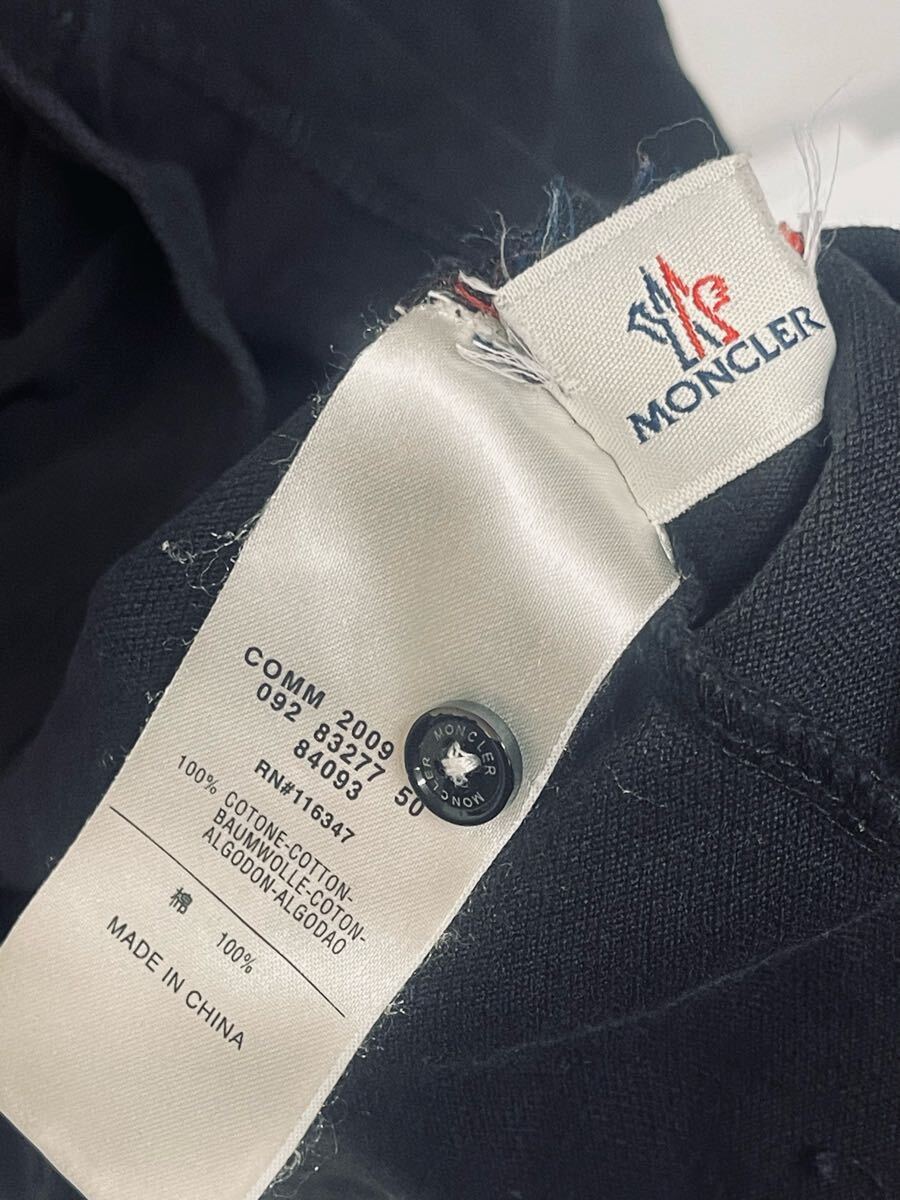 MONCLER
COMM 2009
092 83277 50
84093
RN#116347
100% COTONE-COTTON-
BAUMWOLLE-COTON-
ALGODON-ALGODAO
棉 100%
MADE IN CHINA
MONCLER MONCLER